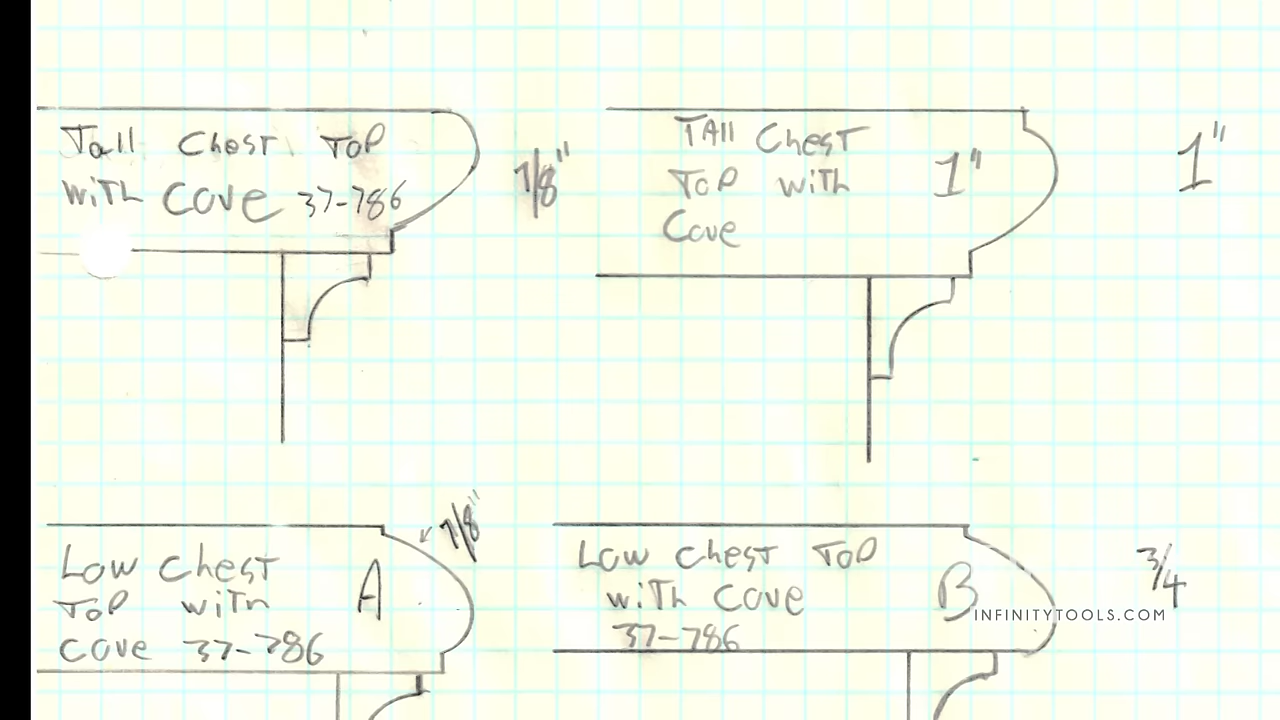 Tall Chest Top
with Cove 37-786
7/8"
Tall Chest
Top with
Cove
1"
1"
Low Chest
Top with
Cove 37-786
A
7/8"
Low Chest Top
with Cove
37-786
B
3/4
INFINITYTOOLS.COM